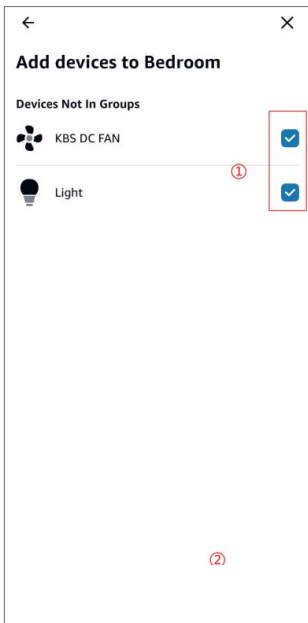 Add devices to Bedroom
Devices Not In Groups
KBS DC FAN
①
Light
②